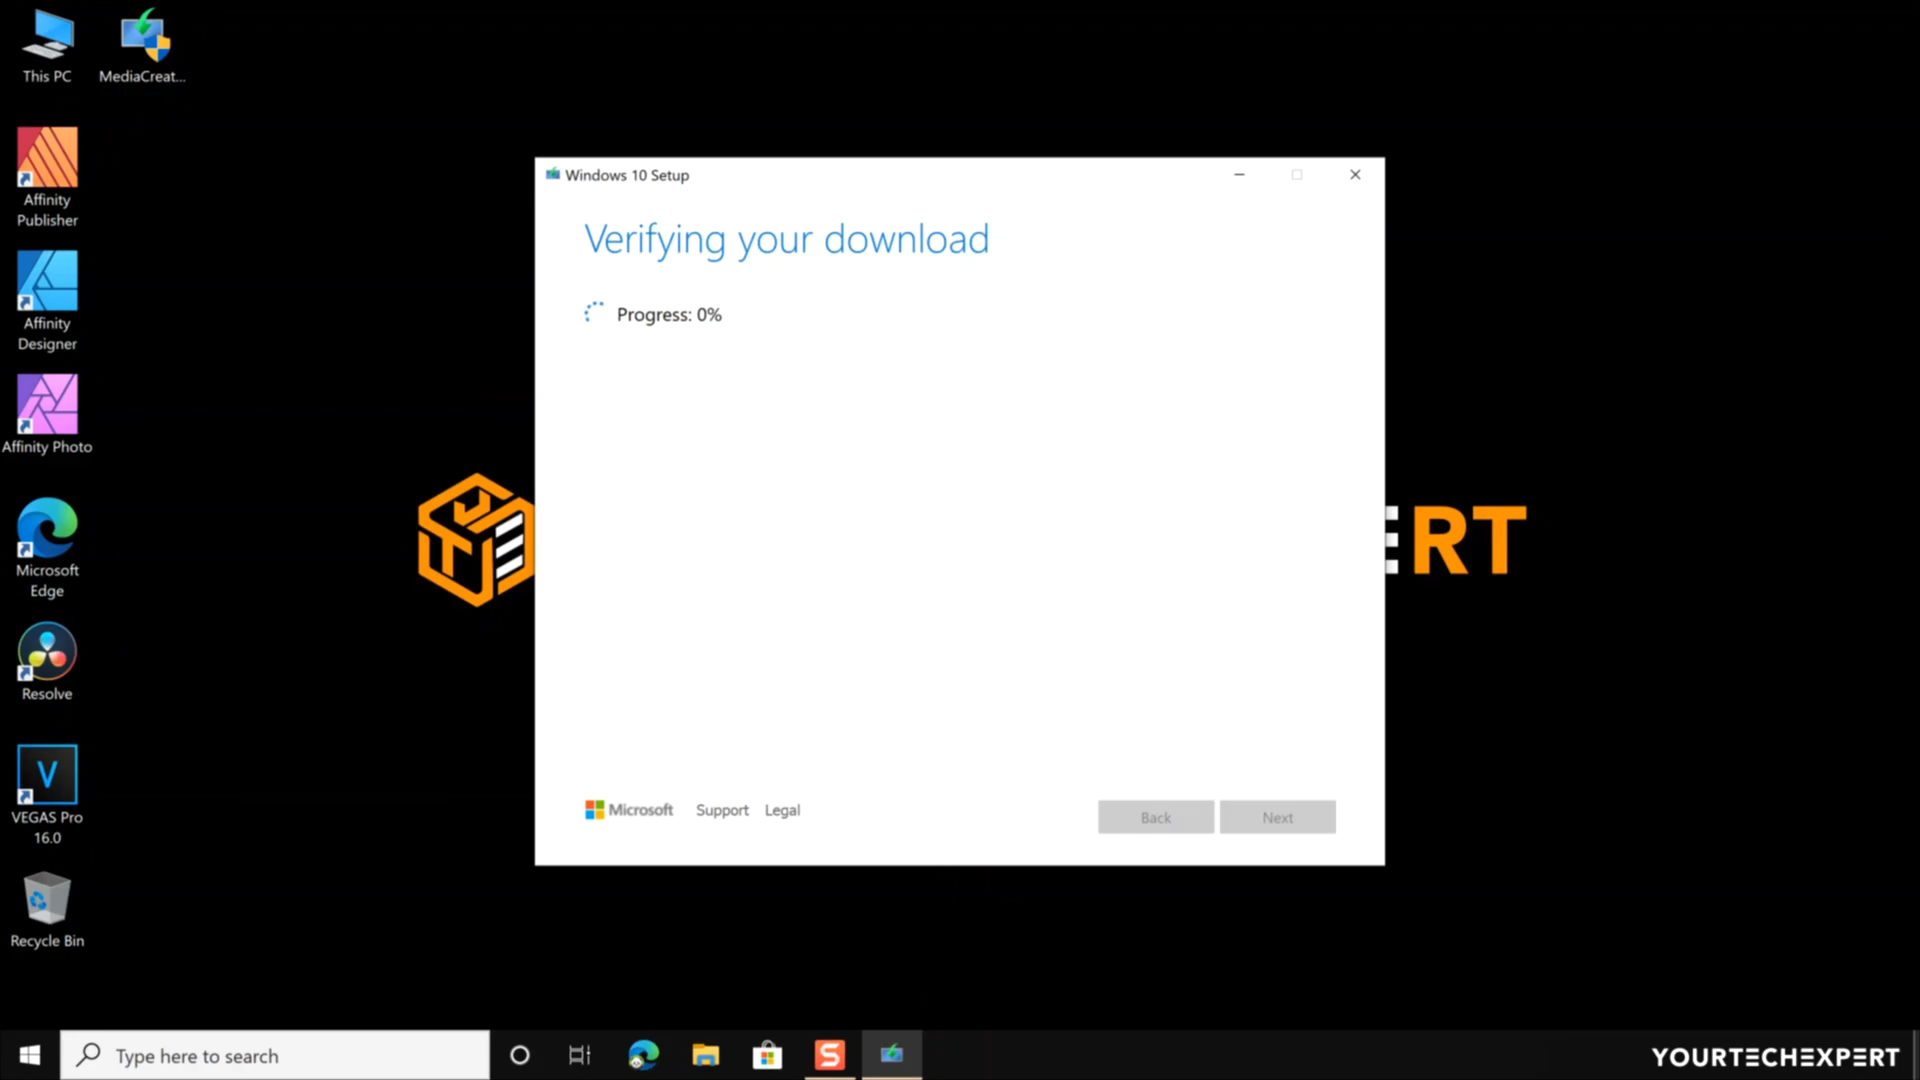 This PC
MediaCreat...
Affinity
Publisher
Affinity
Designer
Affinity Photo
Microsoft
Edge
Resolve
V
VEGAS Pro
16.0
Recycle Bin
Windows 10 Setup
Verifying your download
Progress: 0%
ERT
Microsoft Support Legal
Back Next
Type here to search
S
YOURTECHEXPERT